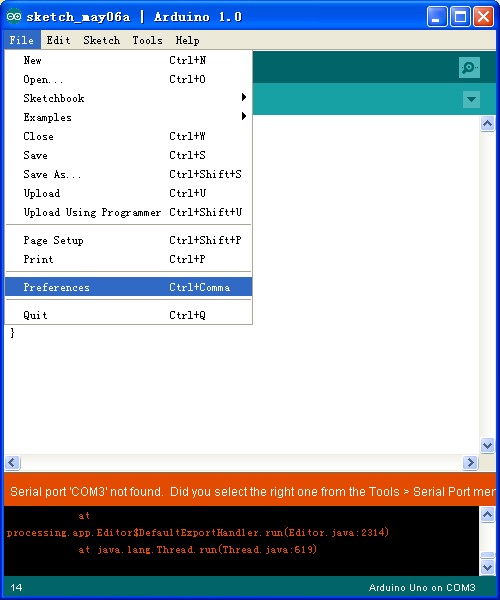 sketch_may06a | Arduino 1.0
File Edit Sketch Tools Help
New Ctrl+N
Open... Ctrl+O
Sketchbook
Examples
Close Ctrl+W
Save Ctrl+S
Save As... Ctrl+Shift+S
Upload Ctrl+U
Upload Using Programmer Ctrl+Shift+U
Page Setup Ctrl+Shift+P
Print Ctrl+P
Preferences Ctrl+Comma
Quit Ctrl+Q
}
Serial port 'COM3' not found. Did you select the right one from the Tools > Serial Port mer
at
processing.app.Editor$DefaultExportHandler.run(Editor.java:2314)
at java.lang.Thread.run(Thread.java:619)
14 Arduino Uno on COM3